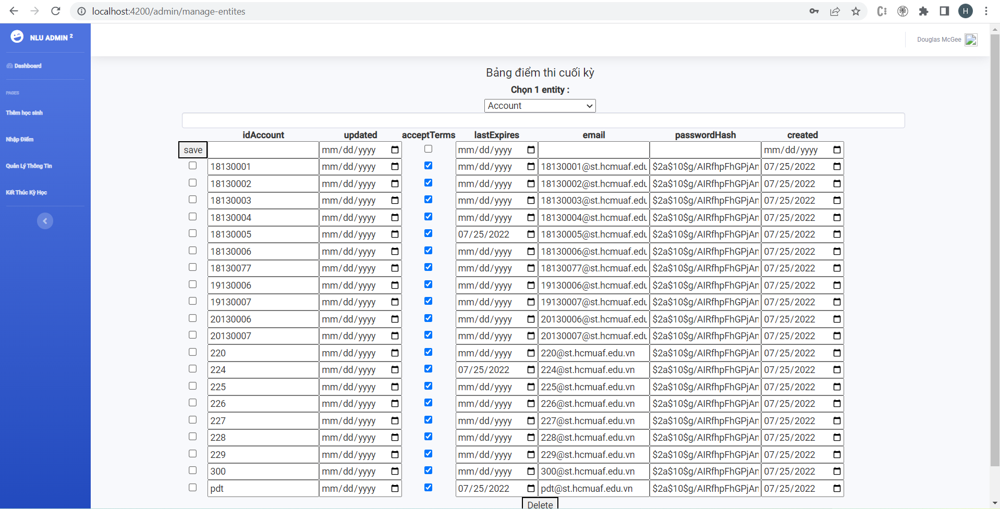 localhost:4200/admin/manage-entites
H
NLU ADMIN 2
Douglas McGee
Dashboard
PAGES
Thêm học sinh
Nhập Điểm
Quản Lý Thông Tin
Kết Thúc Kỳ Học
Bảng điểm thi cuối kỳ
Chọn 1 entity :
Account
idAccount updated acceptTerms lastExpires email passwordHash created
save mm/dd/yyyy mm/dd/yyyy mm/dd/yyyy
18130001 mm/dd/yyyy mm/dd/yyyy 18130001@st.hcmuaf.edu $2a$10$g/AIRfhpFhGPjAn 07/25/2022
18130002 mm/dd/yyyy mm/dd/yyyy 18130002@st.hcmuaf.edu $2a$10$g/AIRfhpFhGPjAn 07/25/2022
18130003 mm/dd/yyyy mm/dd/yyyy 18130003@st.hcmuaf.edu $2a$10$g/AIRfhpFhGPjAn 07/25/2022
18130004 mm/dd/yyyy mm/dd/yyyy 18130004@st.hcmuaf.edu $2a$10$g/AIRfhpFhGPjAn 07/25/2022
18130005 mm/dd/yyyy 07/25/2022 18130005@st.hcmuaf.edu $2a$10$g/AIRfhpFhGPjAn 07/25/2022
18130006 mm/dd/yyyy mm/dd/yyyy 18130006@st.hcmuaf.edu $2a$10$g/AIRfhpFhGPjAn 07/25/2022
18130077 mm/dd/yyyy mm/dd/yyyy 18130077@st.hcmuaf.edu $2a$10$g/AIRfhpFhGPjAn 07/25/2022
19130006 mm/dd/yyyy mm/dd/yyyy 19130006@st.hcmuaf.edu $2a$10$g/AIRfhpFhGPjAn 07/25/2022
19130007 mm/dd/yyyy mm/dd/yyyy 19130007@st.hcmuaf.edu $2a$10$g/AIRfhpFhGPjAn 07/25/2022
20130006 mm/dd/yyyy mm/dd/yyyy 20130006@st.hcmuaf.edu $2a$10$g/AIRfhpFhGPjAn 07/25/2022
20130007 mm/dd/yyyy mm/dd/yyyy 20130007@st.hcmuaf.edu $2a$10$g/AIRfhpFhGPjAn 07/25/2022
220 mm/dd/yyyy mm/dd/yyyy 220@st.hcmuaf.edu.vn $2a$10$g/AIRfhpFhGPjAn 07/25/2022
224 mm/dd/yyyy 07/25/2022 224@st.hcmuaf.edu.vn $2a$10$g/AIRfhpFhGPjAn 07/25/2022
225 mm/dd/yyyy mm/dd/yyyy 225@st.hcmuaf.edu.vn $2a$10$g/AIRfhpFhGPjAn 07/25/2022
226 mm/dd/yyyy mm/dd/yyyy 226@st.hcmuaf.edu.vn $2a$10$g/AIRfhpFhGPjAn 07/25/2022
227 mm/dd/yyyy mm/dd/yyyy 227@st.hcmuaf.edu.vn $2a$10$g/AIRfhpFhGPjAn 07/25/2022
228 mm/dd/yyyy mm/dd/yyyy 228@st.hcmuaf.edu.vn $2a$10$g/AIRfhpFhGPjAn 07/25/2022
229 mm/dd/yyyy mm/dd/yyyy 229@st.hcmuaf.edu.vn $2a$10$g/AIRfhpFhGPjAn 07/25/2022
300 mm/dd/yyyy mm/dd/yyyy 300@st.hcmuaf.edu.vn $2a$10$g/AIRfhpFhGPjAn 07/25/2022
pdt mm/dd/yyyy 07/25/2022 pdt@st.hcmuaf.edu.vn $2a$10$g/AIRfhpFhGPjAn 07/25/2022
Delete